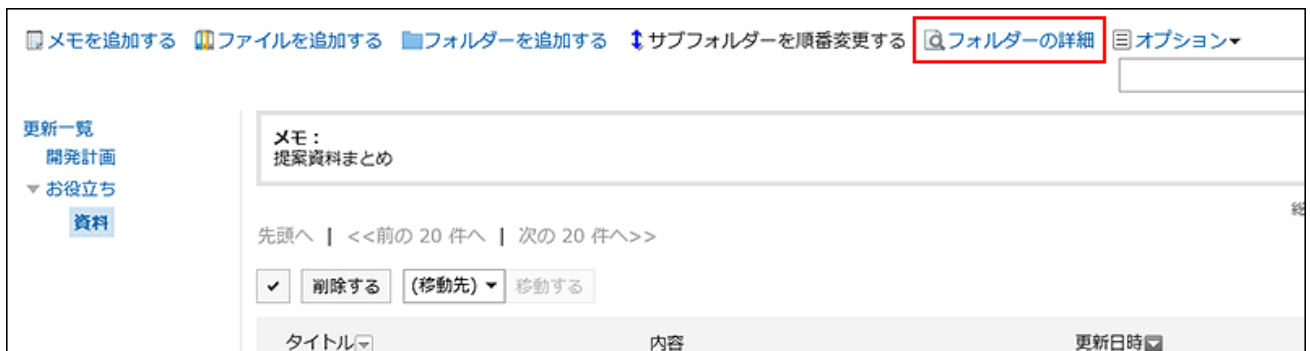 メモを追加する ファイルを追加する フォルダーを追加する サブフォルダーを順番変更する フォルダーの詳細 オプション
更新一覧
開発計画
お役立ち
資料
メモ：
提案資料まとめ
先頭へ | <<前の 20 件へ | 次の 20 件へ>>
削除する (移動先) 移動する
タイトル 内容 更新日時